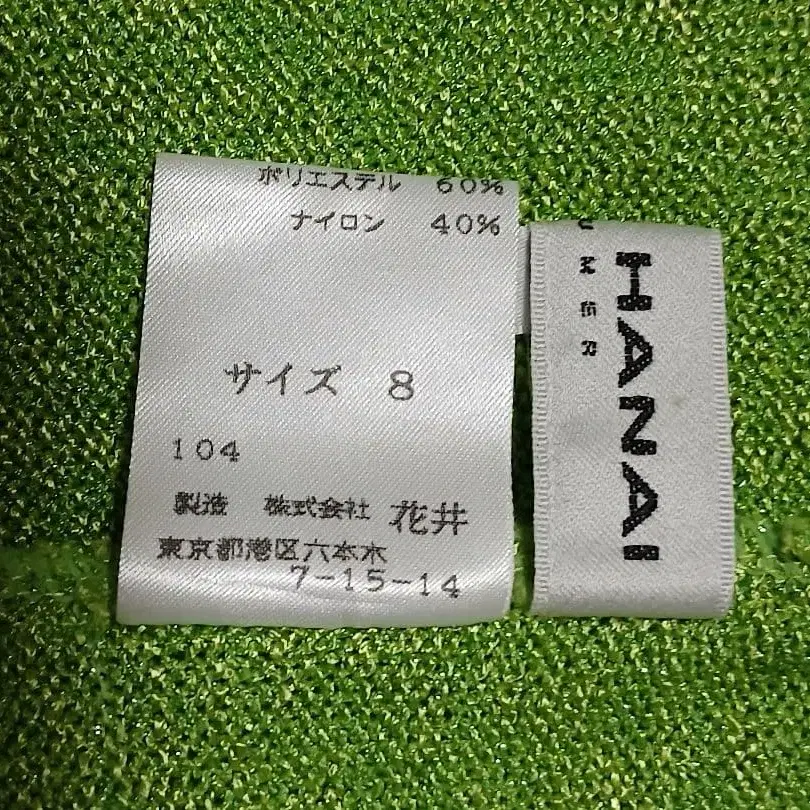 ポリエステル 60%
ナイロン 40%
サイズ 8
104
製造 株式会社 花井
東京都港区六本木
7-15-14
HANAI